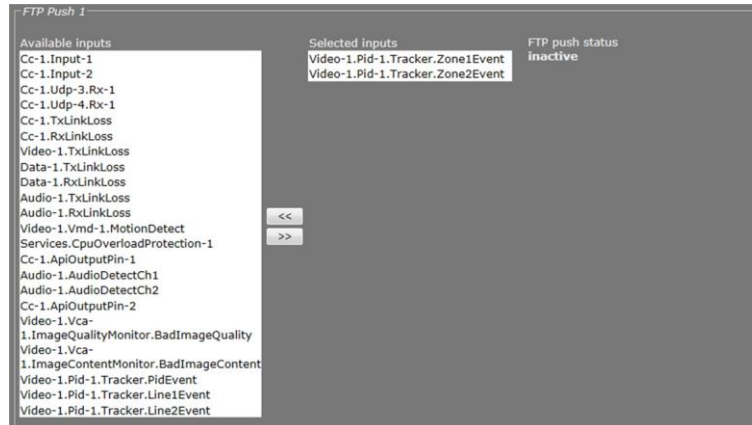 FTP Push 1
Available inputs
Cc-1.Input-1
Cc-1.Input-2
Cc-1.Udp-3.Rx-1
Cc-1.Udp-4.Rx-1
Cc-1.TxLinkLoss
Cc-1.RxLinkLoss
Video-1.TxLinkLoss
Data-1.TxLinkLoss
Data-1.RxLinkLoss
Audio-1.TxLinkLoss
Audio-1.RxLinkLoss
Video-1.Vmd-1.MotionDetect
Services.CpuOverloadProtection-1
Cc-1.ApiOutputPin-1
Audio-1.AudioDetectCh1
Audio-1.AudioDetectCh2
Cc-1.ApiOutputPin-2
Video-1.Vca-
1.ImageQualityMonitor.BadImageQuality
Video-1.Vca-
1.ImageContentMonitor.BadImageContent
Video-1.Pid-1.Tracker.PidEvent
Video-1.Pid-1.Tracker.Line1Event
Video-1.Pid-1.Tracker.Line2Event
<<
>>
Selected inputs
Video-1.Pid-1.Tracker.Zone1Event
Video-1.Pid-1.Tracker.Zone2Event
FTP push status
inactive